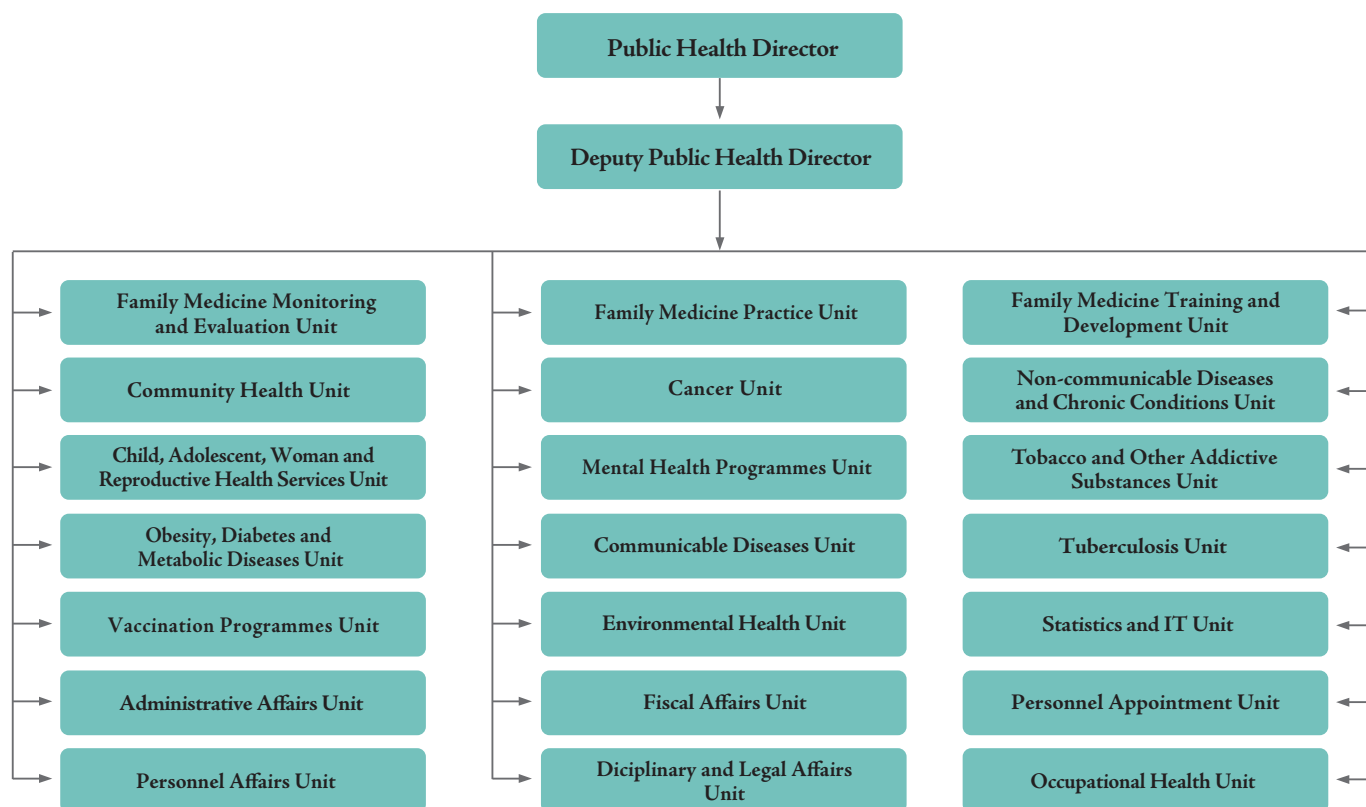 Public Health Director
Deputy Public Health Director
Family Medicine Monitoring
and Evaluation Unit
Family Medicine Practice Unit
Family Medicine Training and
Development Unit
Community Health Unit
Cancer Unit
Non-communicable Diseases
and Chronic Conditions Unit
Child, Adolescent, Woman and
Reproductive Health Services Unit
Mental Health Programmes Unit
Tobacco and Other Addictive
Substances Unit
Obesity, Diabetes and
Metabolic Diseases Unit
Communicable Diseases Unit
Tuberculosis Unit
Vaccination Programmes Unit
Environmental Health Unit
Statistics and IT Unit
Administrative Affairs Unit
Fiscal Affairs Unit
Personnel Appointment Unit
Personnel Affairs Unit
Diciplinary and Legal Affairs
Unit
Occupational Health Unit